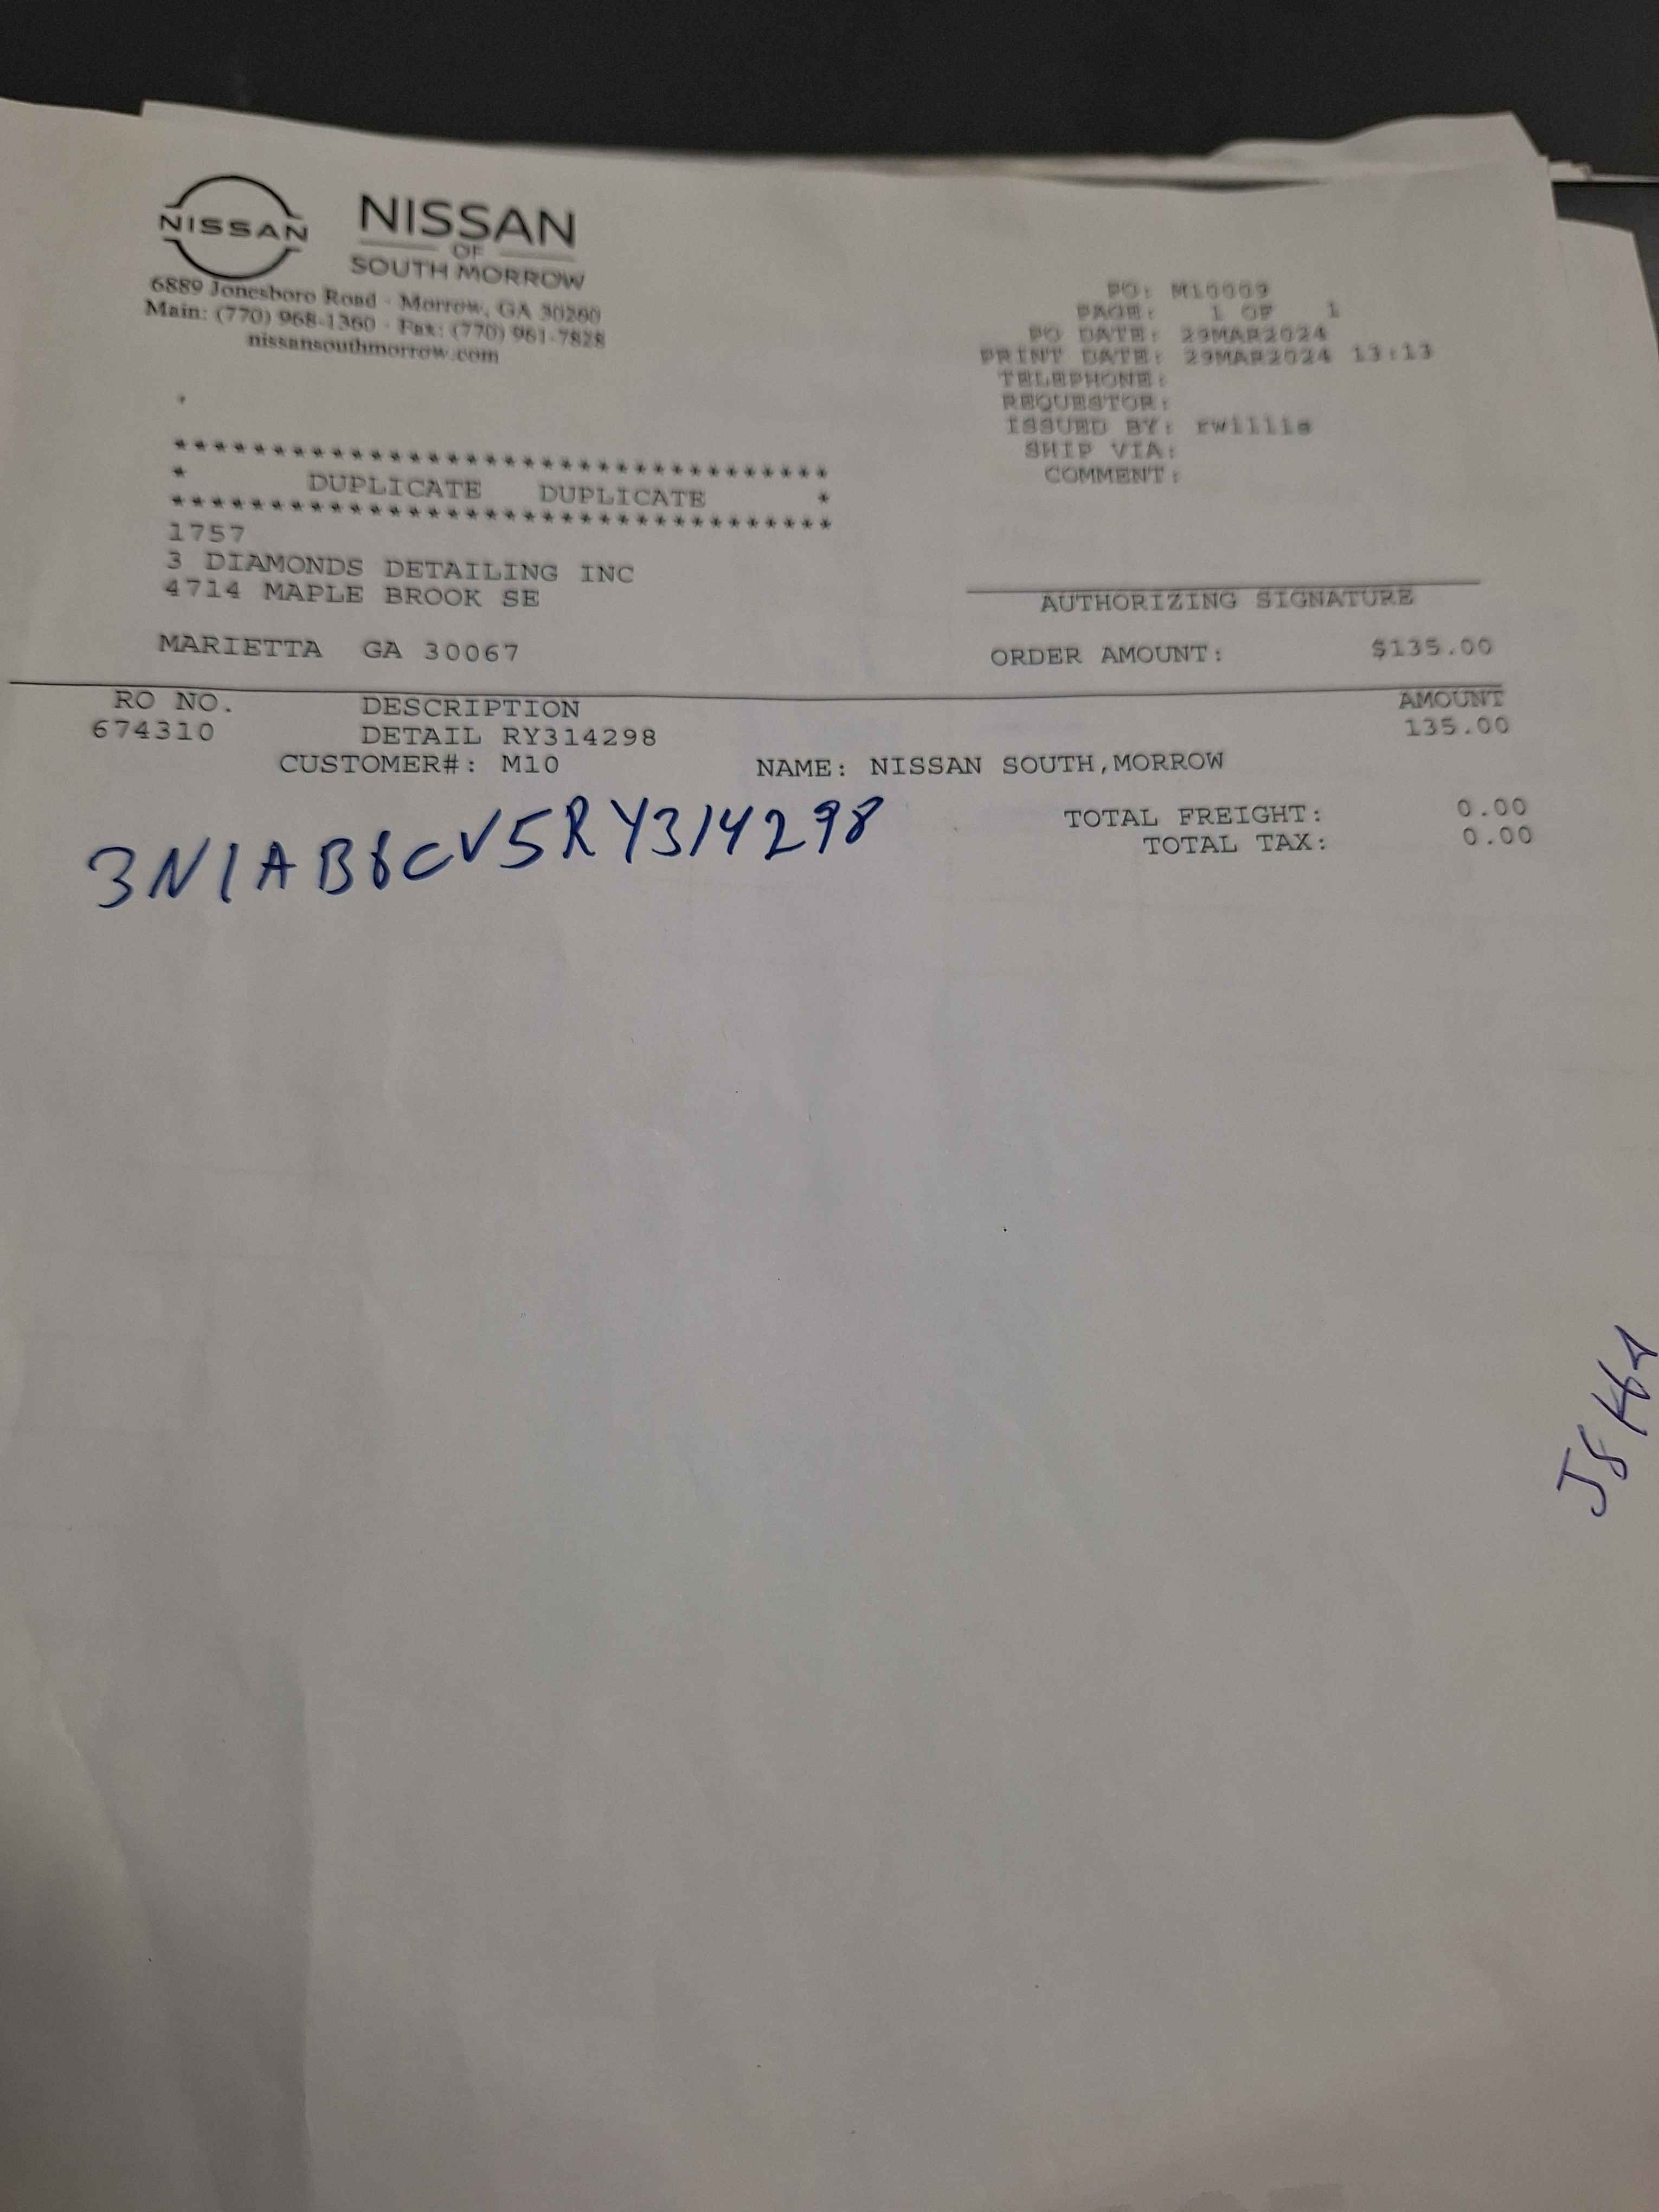 NISSAN
NISSAN
OF
SOUTH MORROW
6889 Jonesboro Road - Morrow, GA 30260
Main: (770) 968-1360 · Fax: (770) 961-7828
nissansouthmorrow.com
PO: M10009
PAGE: 1 OF 1
PO DATE: 29MAR2024
PRINT DATE: 29MAR2024 13:13
TELEPHONE:
REQUESTOR:
ISSUED BY: rwillis
SHIP VIA:
COMMENT:
***********************************
* DUPLICATE DUPLICATE *
***********************************
1757
3 DIAMONDS DETAILING INC
4714 MAPLE BROOK SE
MARIETTA GA 30067
AUTHORIZING SIGNATURE
ORDER AMOUNT: $135.00
RO NO. DESCRIPTION AMOUNT
674310 DETAIL RY314298 135.00
CUSTOMER#: M10 NAME: NISSAN SOUTH,MORROW
TOTAL FREIGHT: 0.00
TOTAL TAX: 0.00
3N1AB8CV5RY314298